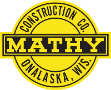 CONSTRUCTION CO.
MATHY
ONALASKA, WIS.